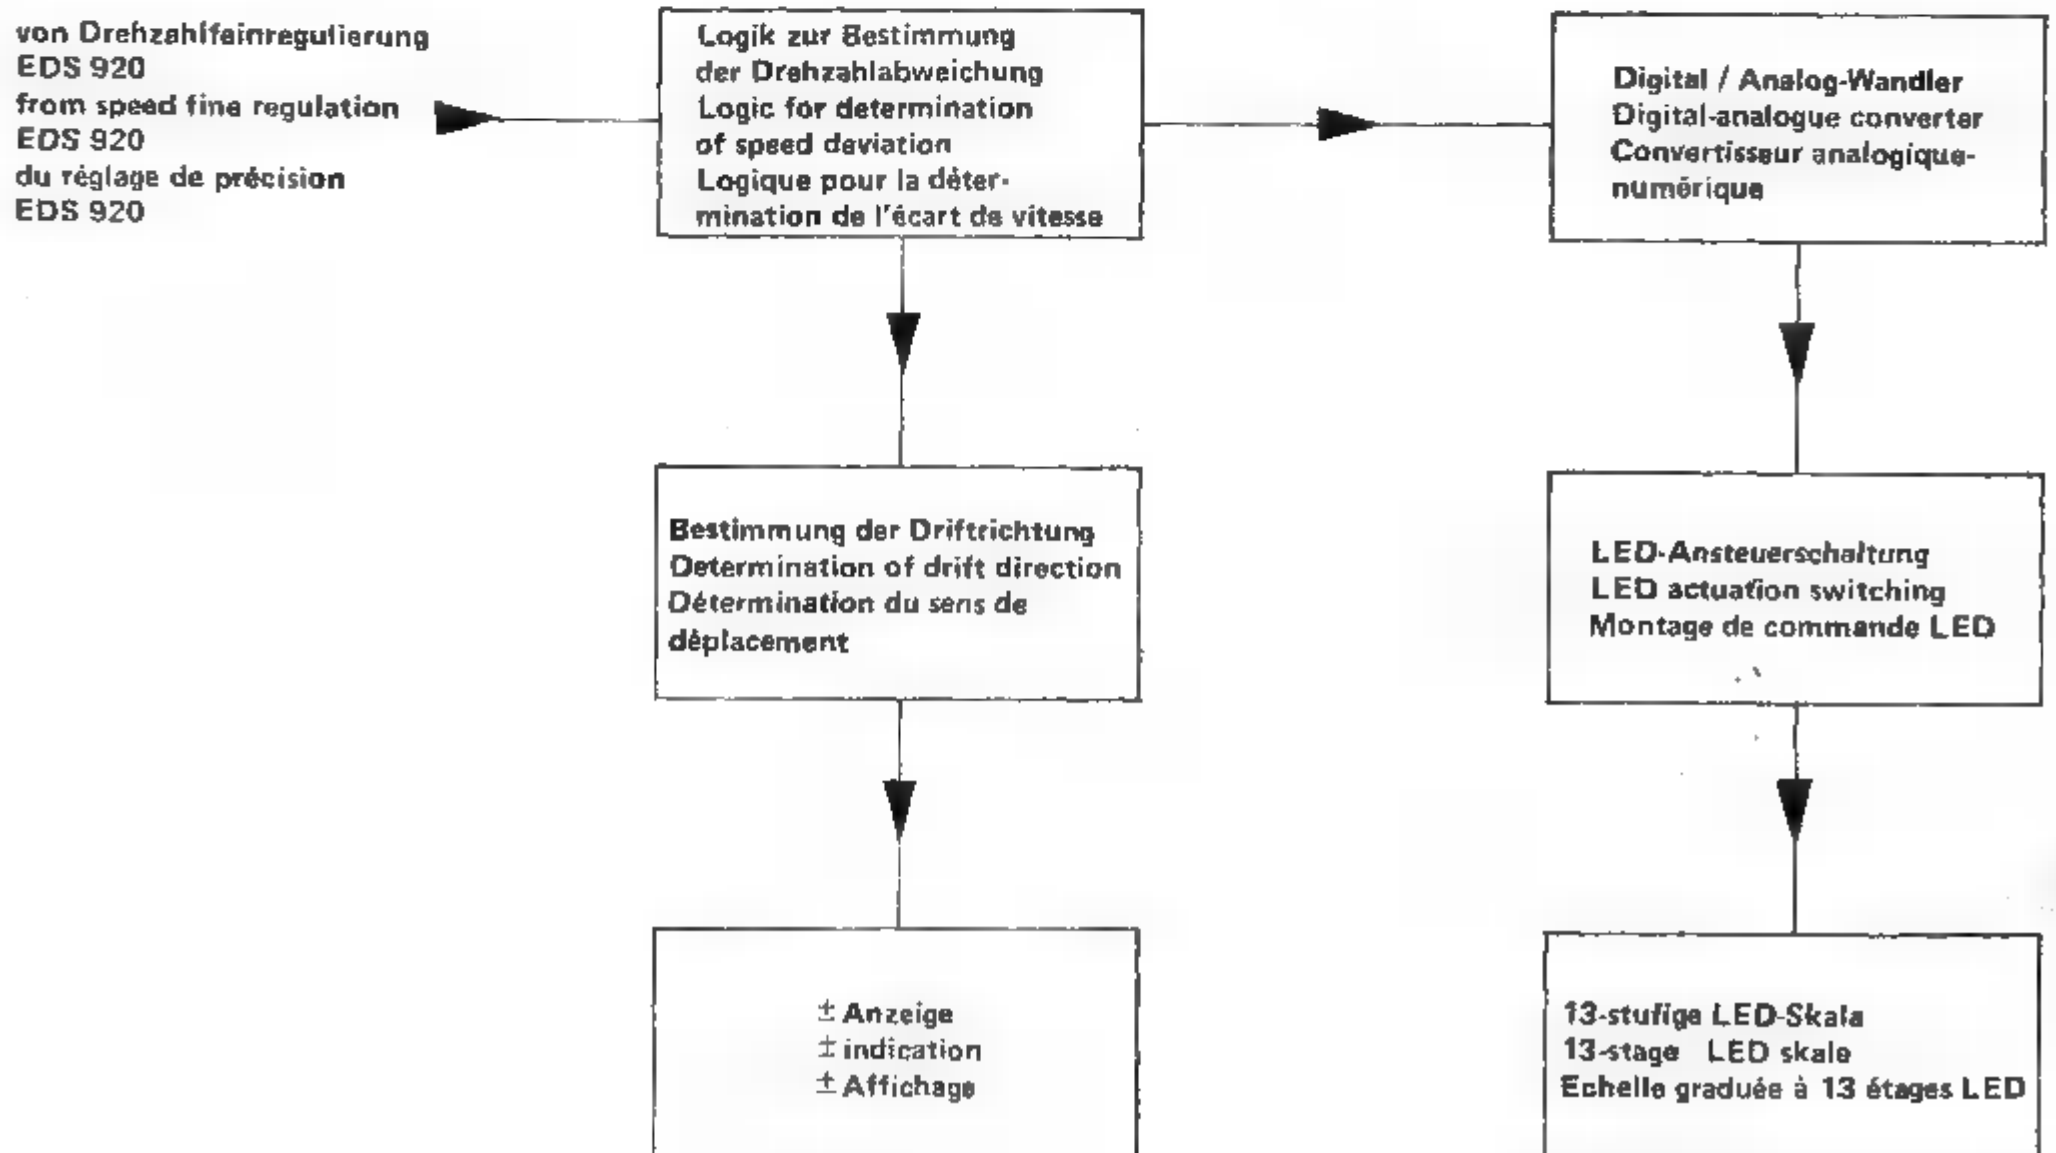 von Drehzahlfeinregulierung
EDS 920
from speed fine regulation
EDS 920
du réglage de précision
EDS 920
Logik zur Bestimmung
der Drehzahlabweichung
Logic for determination
of speed deviation
Logique pour la déter-
mination de l'écart de vitesse
Digital / Analog-Wandler
Digital-analogue converter
Convertisseur analogique-
numérique
Bestimmung der Driftrichtung
Determination of drift direction
Détermination du sens de
déplacement
LED-Ansteuerschaltung
LED actuation switching
Montage de commande LED
± Anzeige
± indication
± Affichage
13-stufige LED-Skala
13-stage LED skale
Echelle graduée à 13 étages LED